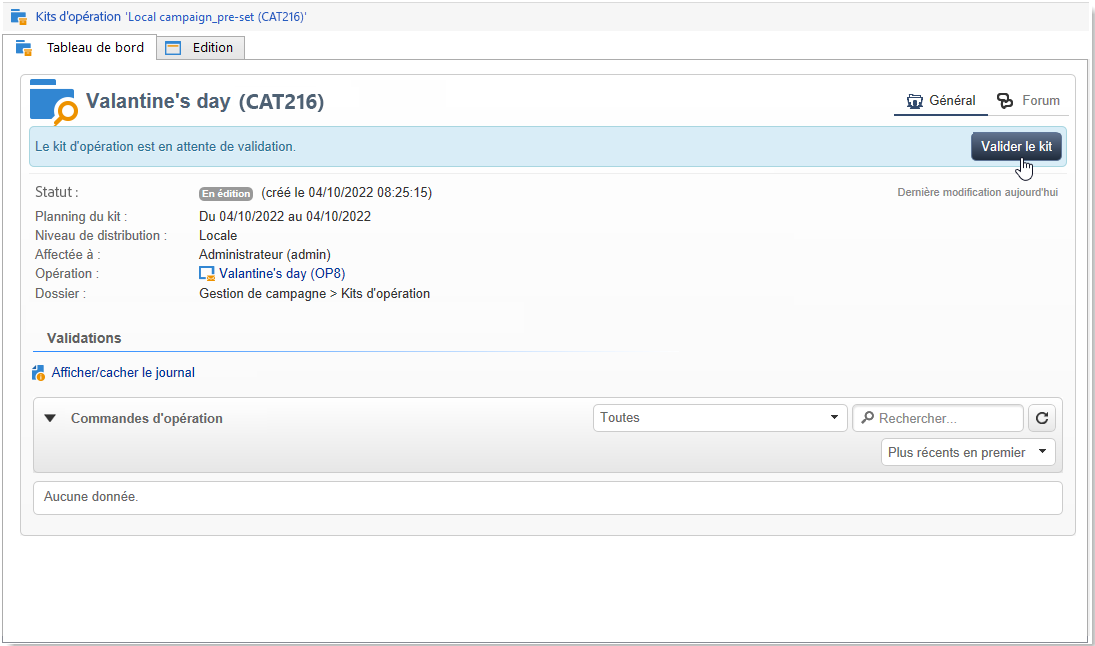 Kits d'opération 'Local campaign_pre-set (CAT216)'
Tableau de bord Edition
Valantine's day (CAT216) Général Forum
Le kit d'opération est en attente de validation. Valider le kit
Statut : En édition (créé le 04/10/2022 08:25:15) Dernière modification aujourd'hui
Planning du kit : Du 04/10/2022 au 04/10/2022
Niveau de distribution : Locale
Affectée à : Administrateur (admin)
Opération : Valantine's day (OP8)
Dossier : Gestion de campagne > Kits d'opération
Validations
Afficher/cacher le journal
Commandes d'opération Toutes Rechercher...
Plus récents en premier
Aucune donnée.